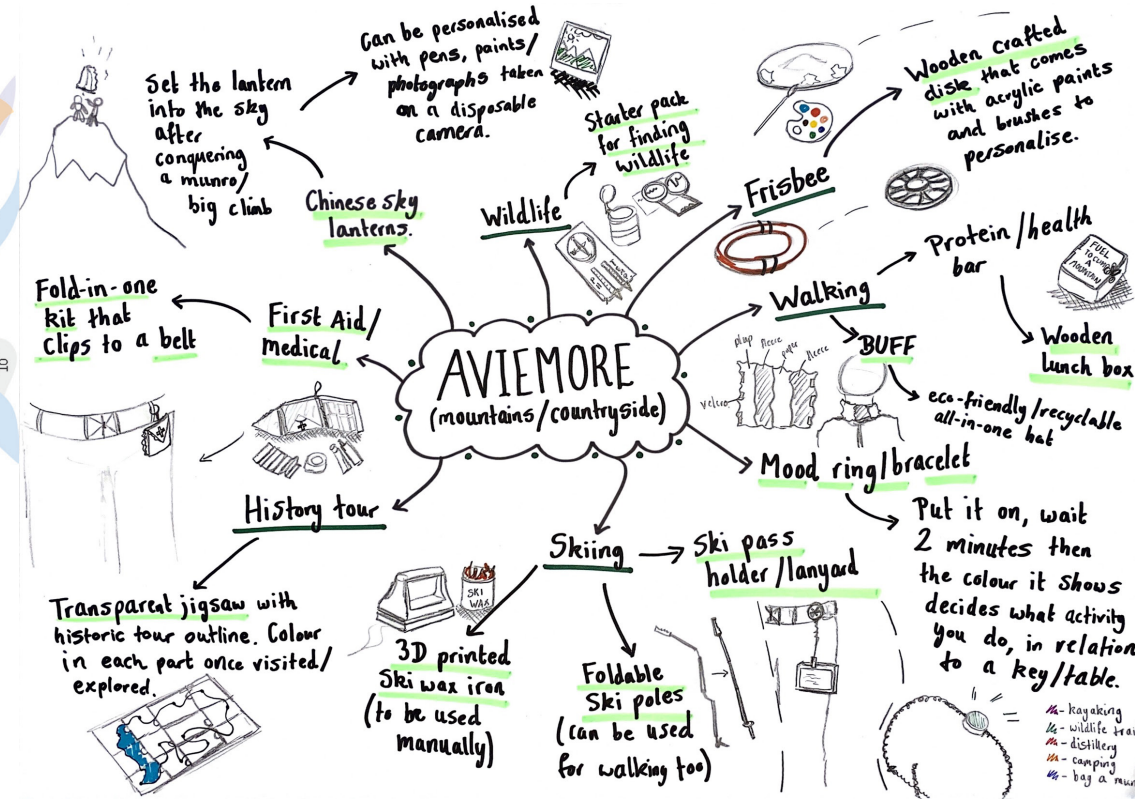 AVIEMORE
(mountains/countryside)
Chinese sky
lanterns.
Set the lantern
into the sky
after
conquering
a munro/
big climb
Can be personalised
with pens, paints/
photographs taken
on a disposable
camera.
Wildlife
Starter pack
for finding
wildlife
Frisbee
Wooden crafted
disk that comes
with acrylic paints
and brushes to
personalise.
Walking
Protein/health
bar
FUEL
TO CLIMB
A
MOUNTAIN
Wooden
lunch box
BUFF
eco-friendly/recyclable
all-in-one hat
fleece
fleece
velcro
Mood ring/bracelet
Put it on, wait
2 minutes then
the colour it shows
decides what activity
you do, in relation
to a key/table.
- kayaking
- wildlife trai
- distillery
- camping
- bag a mun
Skiing
Ski pass
holder/lanyard
Foldable
Ski poles
(can be used
for walking too)
3D printed
Ski wax iron
(to be used
manually)
SKI
WAX
History tour
Transparent jigsaw with
historic tour outline. Colour
in each part once visited/
explored.
First Aid/
medical
Fold-in-one
kit that
Clips to a belt
10